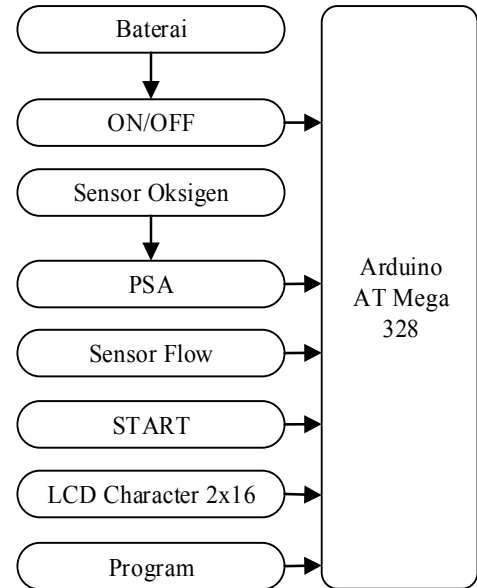 Baterai
ON/OFF
Sensor Oksigen
PSA
Sensor Flow
START
LCD Character 2x16
Program
Arduino
AT Mega
328